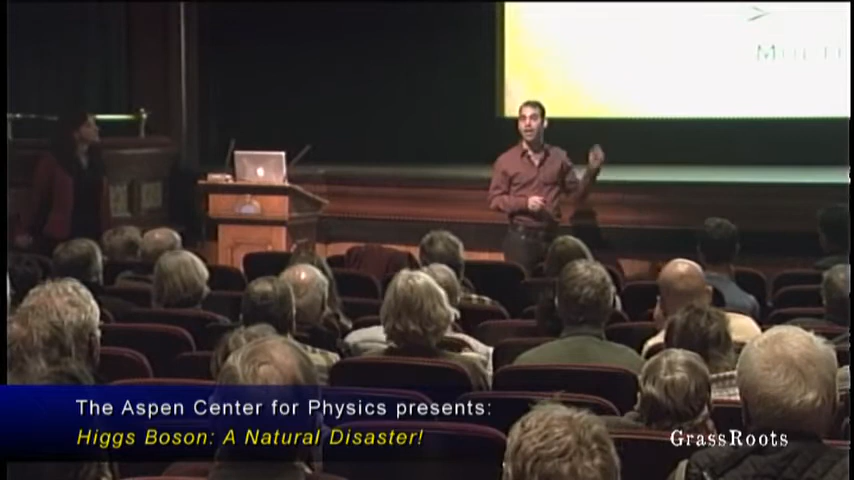 The Aspen Center for Physics presents:
Higgs Boson: A Natural Disaster!
GrassRoots